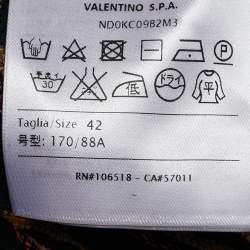 VALENTINO S.P.A.
ND0KC09B2M3
P
30 低 ドライ 平
Taglia/Size 42
号型: 170/88A
RN#106518 - CA#57011